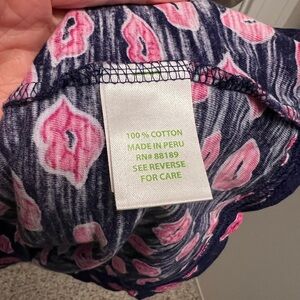 100% COTTON
MADE IN PERU
RN# 88189
SEE REVERSE
FOR CARE